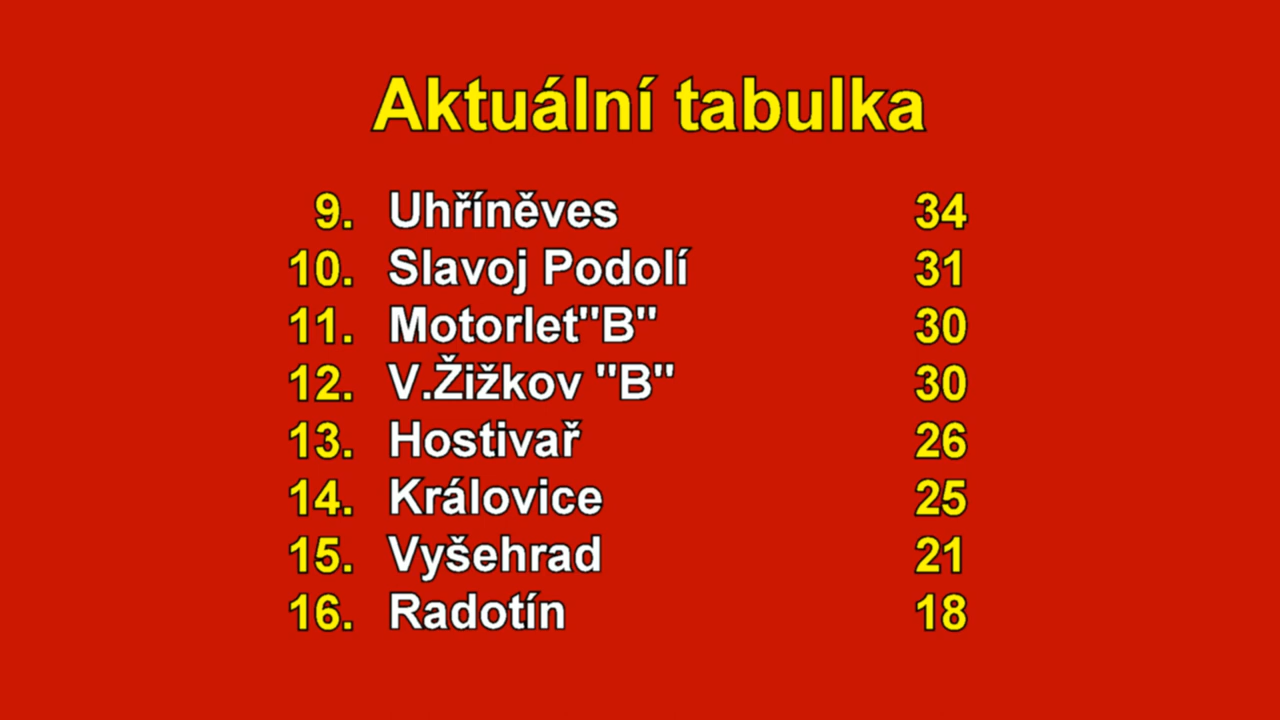 Aktuální tabulka
9. Uhříněves 34
10. Slavoj Podolí 31
11. Motorlet"B" 30
12. V.Žižkov "B" 30
13. Hostivař 26
14. Královice 25
15. Vyšehrad 21
16. Radotín 18